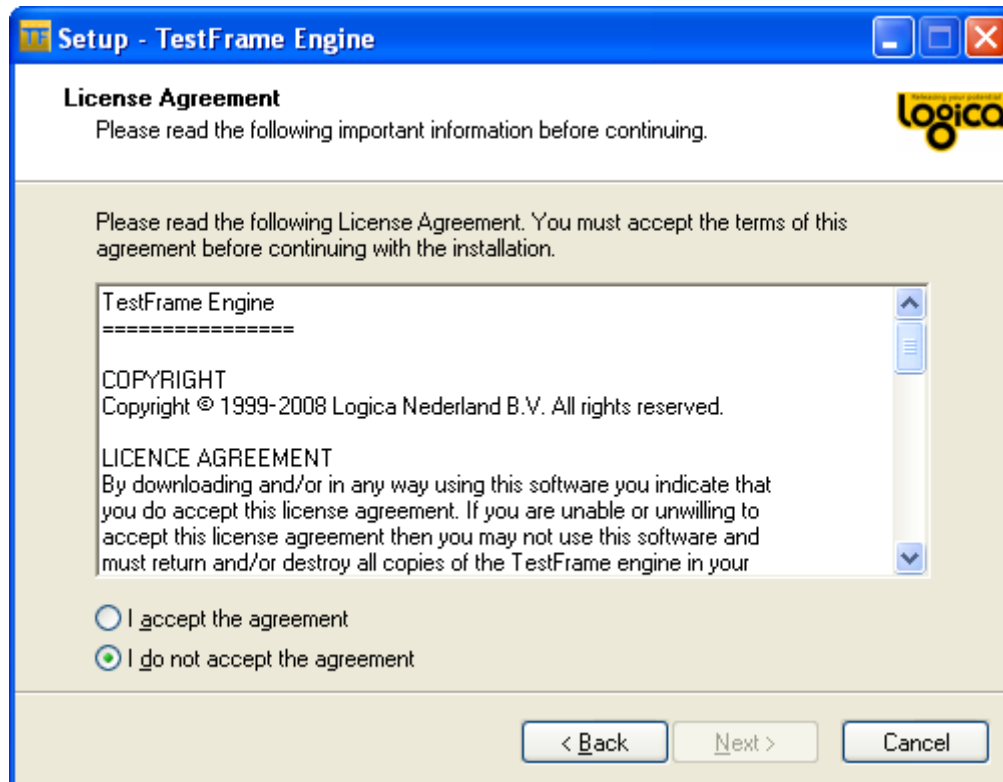 TF Setup - TestFrame Engine
License Agreement
Please read the following important information before continuing.
Releasing your potential
logica
Please read the following License Agreement. You must accept the terms of this
agreement before continuing with the installation.
TestFrame Engine
================
COPYRIGHT
Copyright © 1999-2008 Logica Nederland B.V. All rights reserved.
LICENCE AGREEMENT
By downloading and/or in any way using this software you indicate that
you do accept this license agreement. If you are unable or unwilling to
accept this license agreement then you may not use this software and
must return and/or destroy all copies of the TestFrame engine in your
I accept the agreement
I do not accept the agreement
< Back Next > Cancel